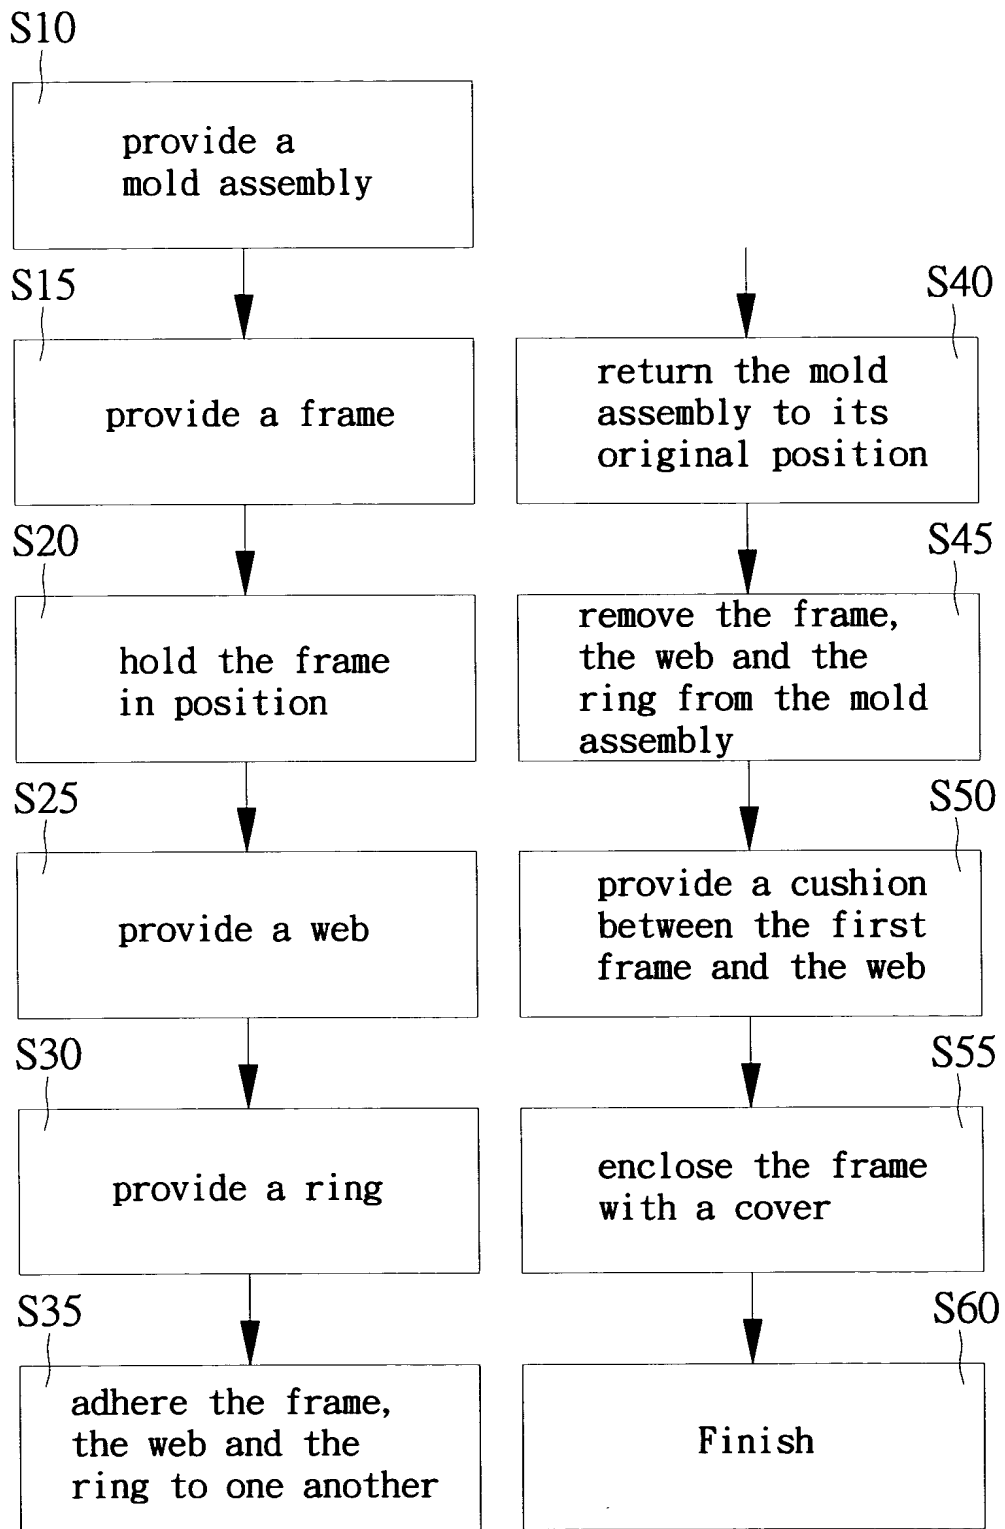 S10
provide a
mold assembly
S15
provide a frame
S20
hold the frame
in position
S25
provide a web
S30
provide a ring
S35
adhere the frame,
the web and the
ring to one another
S40
return the mold
assembly to its
original position
S45
remove the frame,
the web and the
ring from the mold
assembly
S50
provide a cushion
between the first
frame and the web
S55
enclose the frame
with a cover
S60
Finish